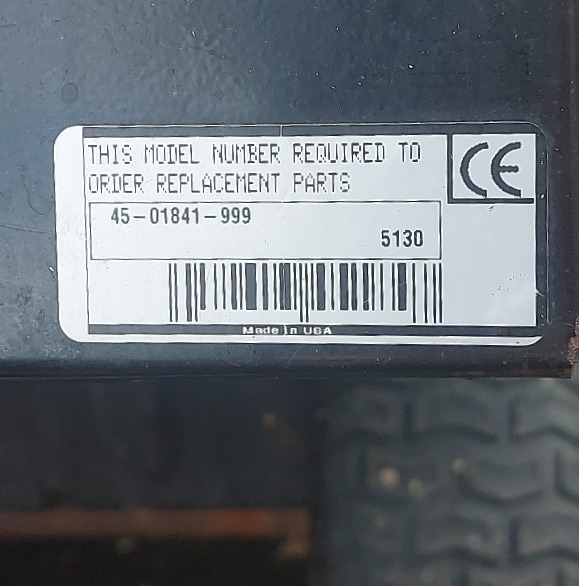 THIS MODEL NUMBER REQUIRED TO
ORDER REPLACEMENT PARTS
CE
45-01841-999
5130
Made in USA